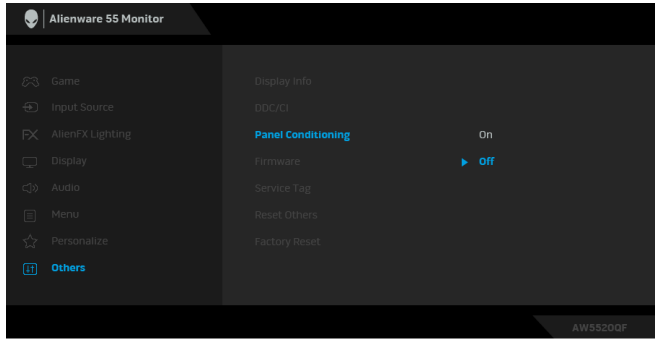 Alienware 55 Monitor
Game
Input Source
FX AlienFX Lighting
Display
Audio
Menu
Personalize
Others
Display Info
DDC/CI
Panel Conditioning On
Firmware Off
Service Tag
Reset Others
Factory Reset
AW5520QF